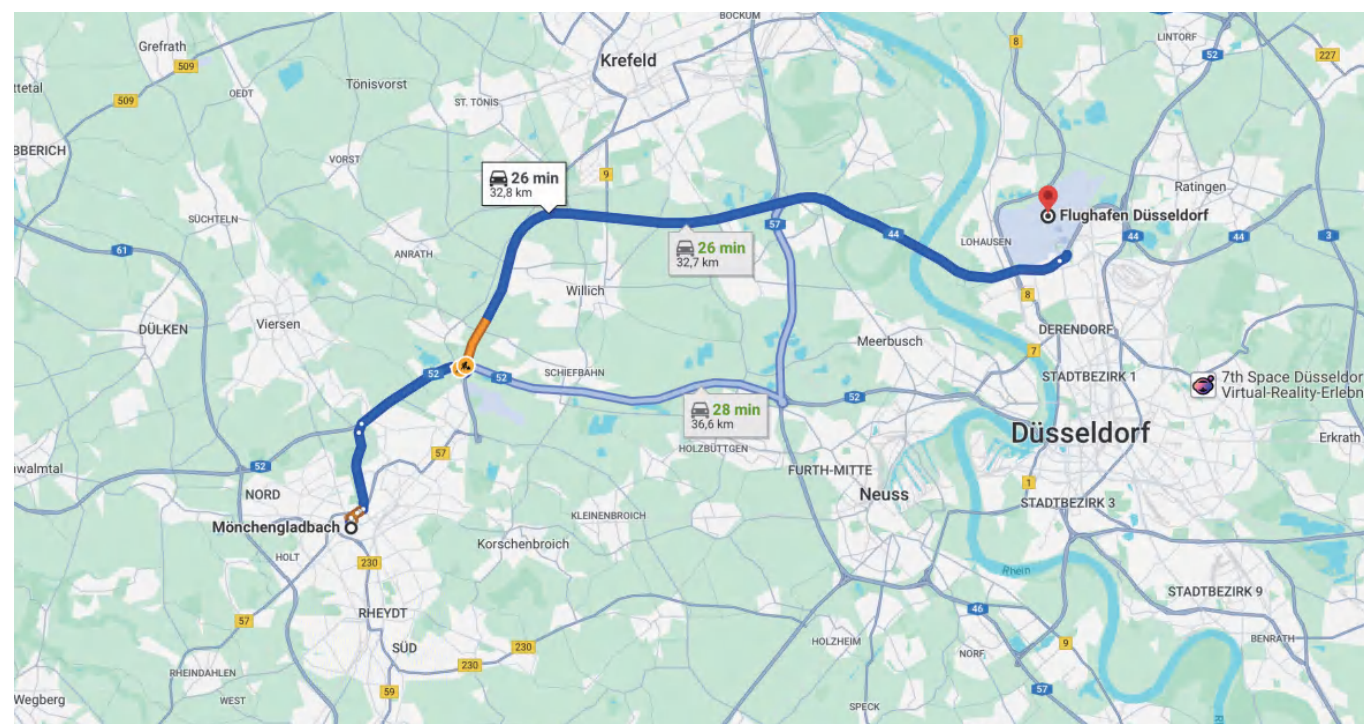 BOCKUM
8
LINTORF
Grefrath
52
227
509
Krefeld
Tönisvorst
OEDT
509
ST. TÖNIS
VORST
26 min
32,8 km
9
Ratingen
SÜCHTELN
57
Flughafen Düsseldorf
44
LOHAUSEN
44
44
3
61
ANRATH
26 min
32,7 km
Willich
8
DÜLKEN
Viersen
DERENDORF
Meerbusch
7
52
52
SCHIEFBAHN
STADTBEZIRK 1
7th Space Düsseldor
Virtual-Reality-Erlebn
52
28 min
36,6 km
Düsseldorf
Erkrath
57
HOLZBÜTTGEN
52
FURTH-MITTE
NORD
Neuss
1
STADTBEZIRK 3
Mönchengladbach
KLEINENBROICH
Korschenbroich
HOLT
230
Rhein
STADTBEZIRK 9
RHEYDT
46
57
HOLZHEIM
9
BENRATH
SÜD
230
NORF
230
RHEINDAHLEN
57
59
Wegberg
WEST
SPECK